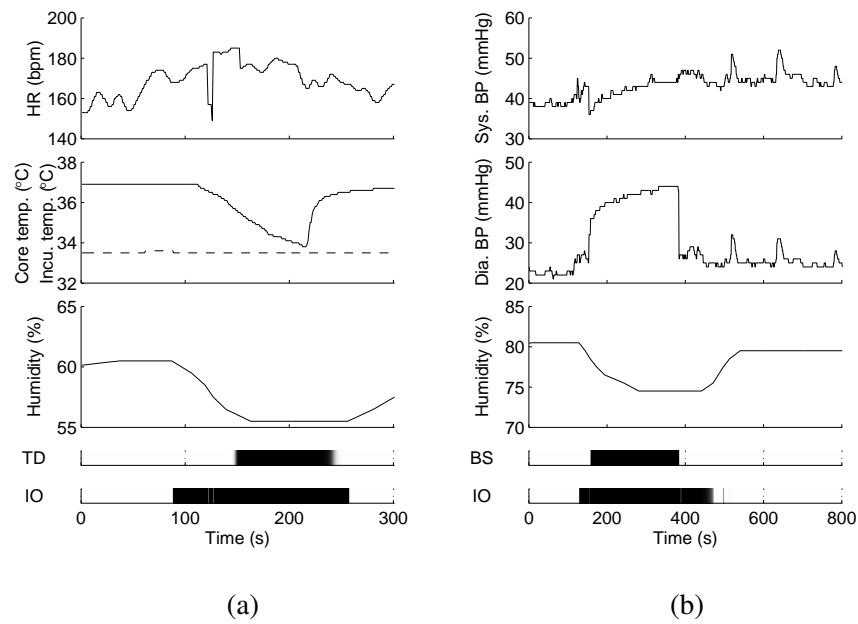 200
180
160
140
HR (bpm)
38
36
34
32
Core temp. (°C)
Incu. temp. (°C)
65
60
55
Humidity (%)
TD
IO
0 100 200 300
Time (s)
(a)
60
50
40
30
Sys. BP (mmHg)
50
40
30
20
Dia. BP (mmHg)
85
80
75
70
Humidity (%)
BS
IO
0 200 400 600 800
Time (s)
(b)